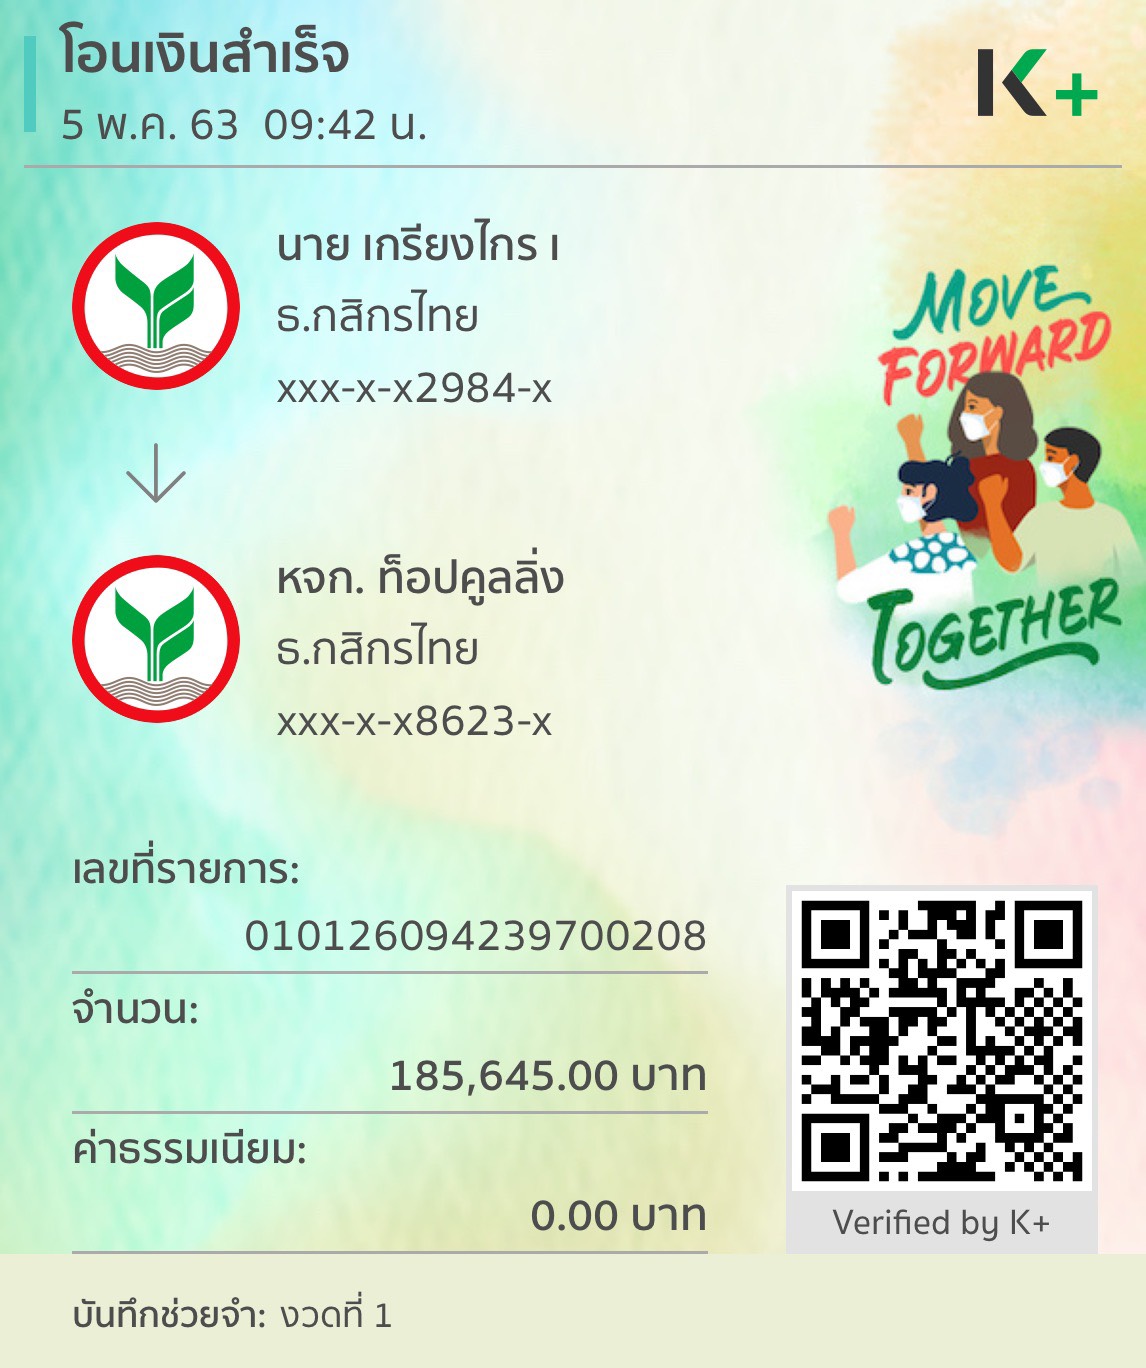 โอนเงินสำเร็จ
5 พ.ค. 63 09:42 น.
K+
นาย เกรียงไกร เ
ธ.กสิกรไทย
xxx-x-x2984-x
MOVE
FORWARD
TOGETHER
หจก. ท็อปคูลลิ่ง
ธ.กสิกรไทย
xxx-x-x8623-x
เลขที่รายการ:
010126094239700208
จำนวน:
185,645.00 บาท
ค่าธรรมเนียม:
0.00 บาท
Verified by K+
บันทึกช่วยจำ: งวดที่ 1